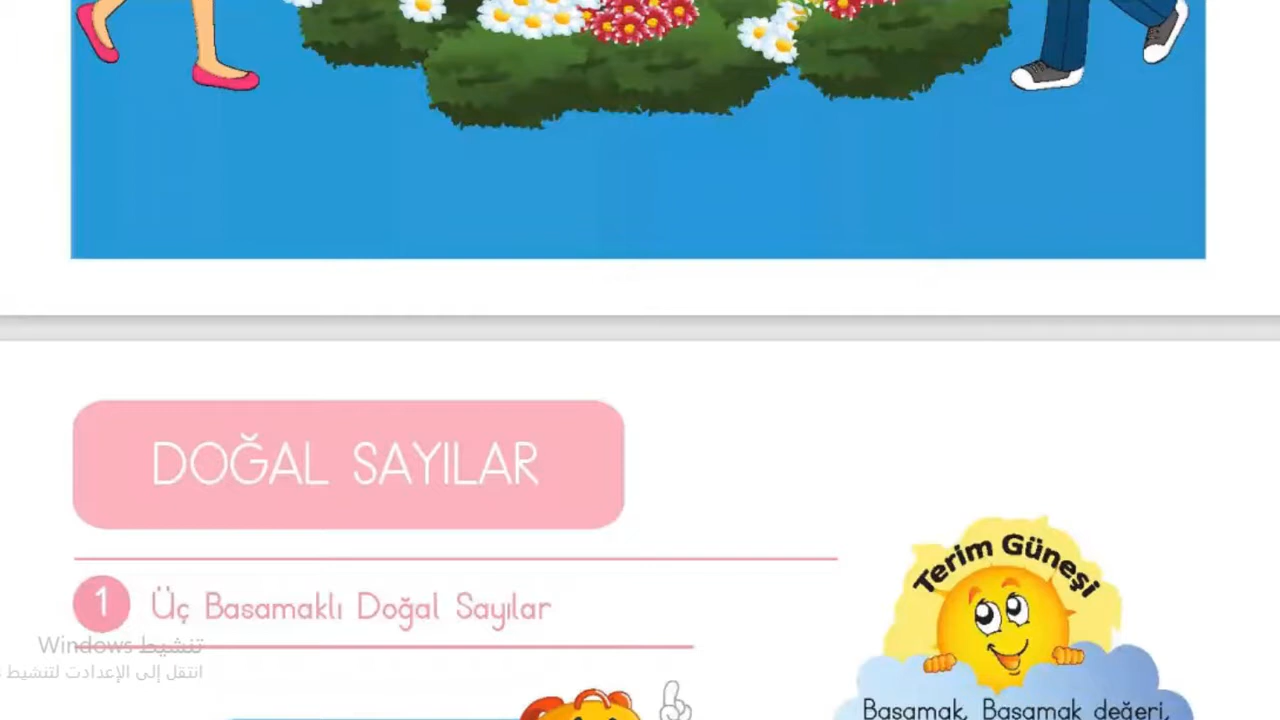 DOĞAL SAYILAR
Terim Güneşi
1 Üç Basamaklı Doğal Sayılar
تنشيط Windows
انتقل إلى الإعدادات لتنشيط
Basamak, Basamak değeri,